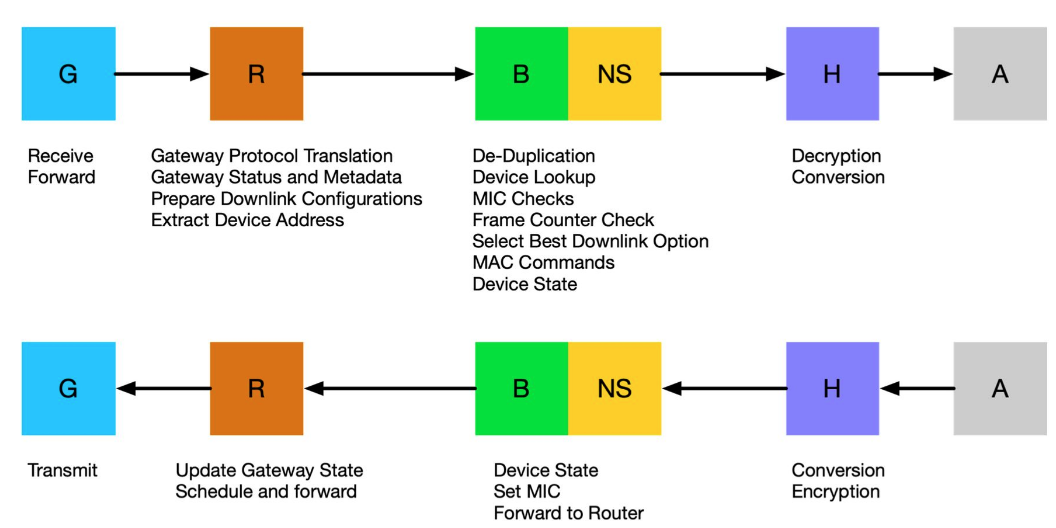 G R B NS H A
Receive
Forward
Gateway Protocol Translation
Gateway Status and Metadata
Prepare Downlink Configurations
Extract Device Address
De-Duplication
Device Lookup
MIC Checks
Frame Counter Check
Select Best Downlink Option
MAC Commands
Device State
Decryption
Conversion
G R B NS H A
Transmit
Update Gateway State
Schedule and forward
Device State
Set MIC
Forward to Router
Conversion
Encryption